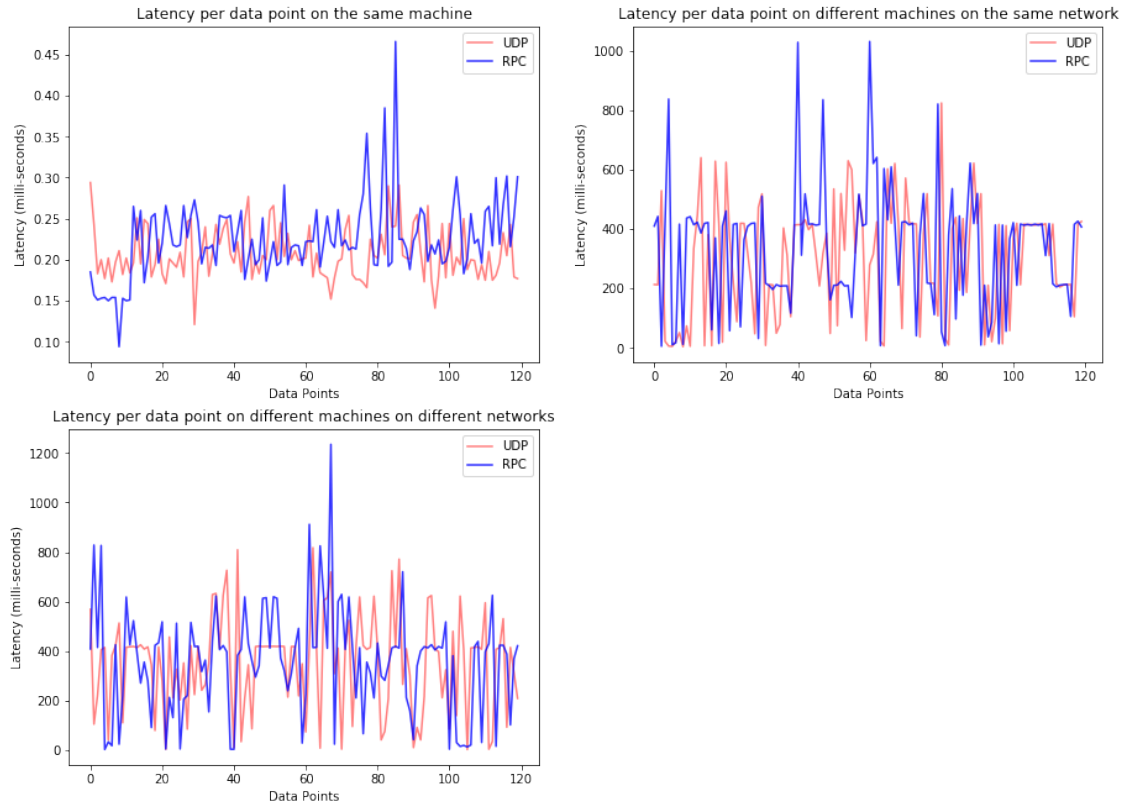 Latency per data point on the same machine
Latency (milli-seconds)
0.45
0.40
0.35
0.30
0.25
0.20
0.15
0.10
0 20 40 60 80 100 120
Data Points
UDP
RPC
Latency per data point on different machines on the same network
Latency (milli-seconds)
1000
800
600
400
200
0
0 20 40 60 80 100 120
Data Points
UDP
RPC
Latency per data point on different machines on different networks
Latency (milli-seconds)
1200
1000
800
600
400
200
0
0 20 40 60 80 100 120
Data Points
UDP
RPC